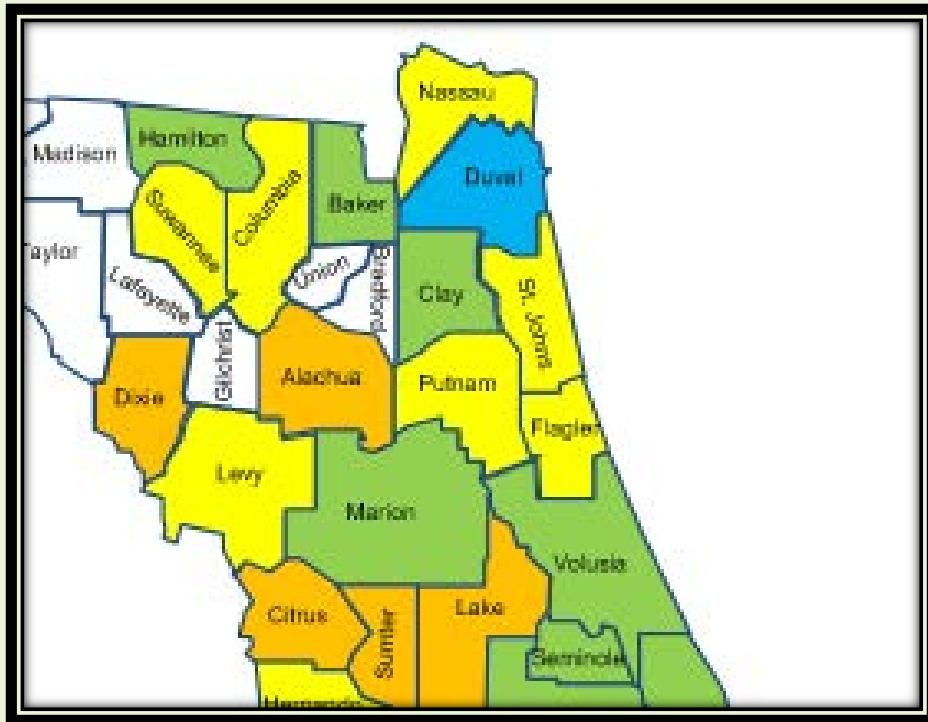 Nassau
Hamilton
Madison
Duval
Columbia
Baker
Suwannee
Taylor
Union
Bradford
Lafayette
Clay
St. Johns
Gilchrist
Alachua
Putnam
Dixie
Flagler
Levy
Marion
Volusia
Citrus
Lake
Sumter
Seminole
Hernando